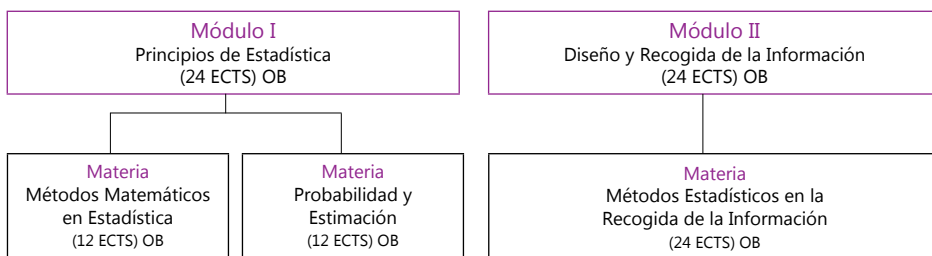 Módulo I
Principios de Estadística
(24 ECTS) OB
Módulo II
Diseño y Recogida de la Información
(24 ECTS) OB
Materia
Métodos Matemáticos
en Estadística
(12 ECTS) OB
Materia
Probabilidad y
Estimación
(12 ECTS) OB
Materia
Métodos Estadísticos en la
Recogida de la Información
(24 ECTS) OB